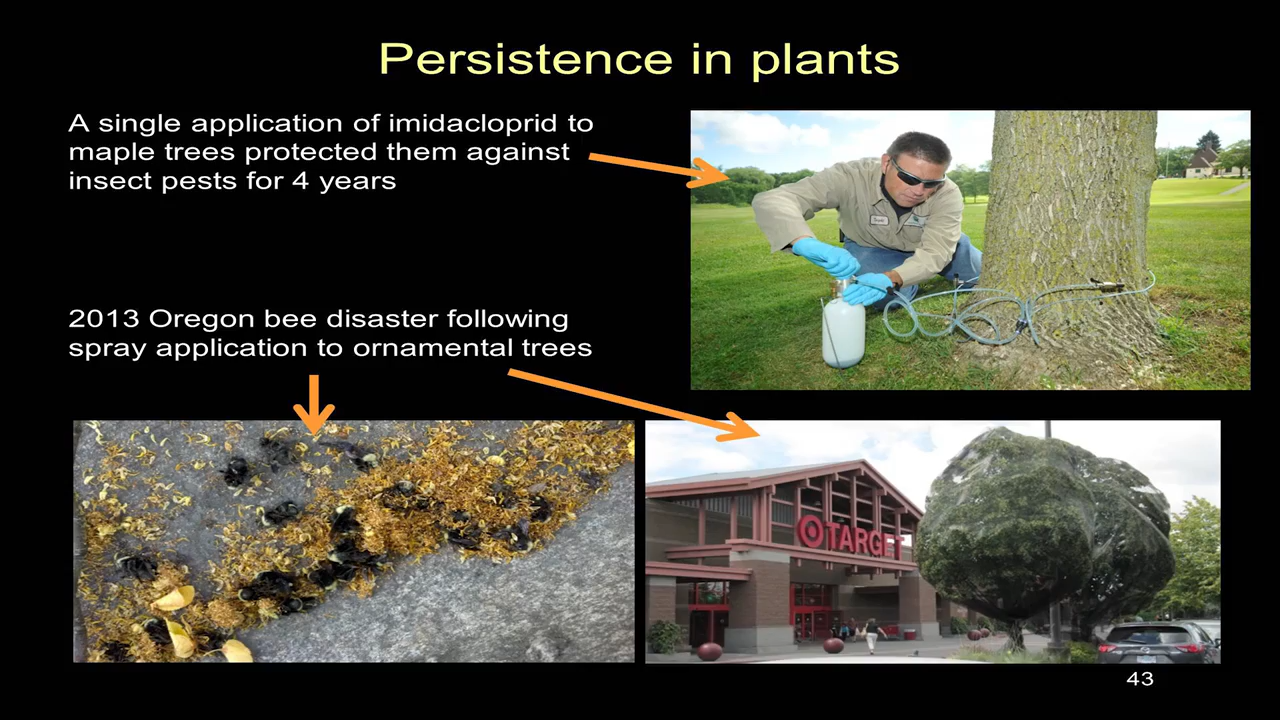 Persistence in plants
A single application of imidacloprid to
maple trees protected them against
insect pests for 4 years
2013 Oregon bee disaster following
spray application to ornamental trees
TARGET
43